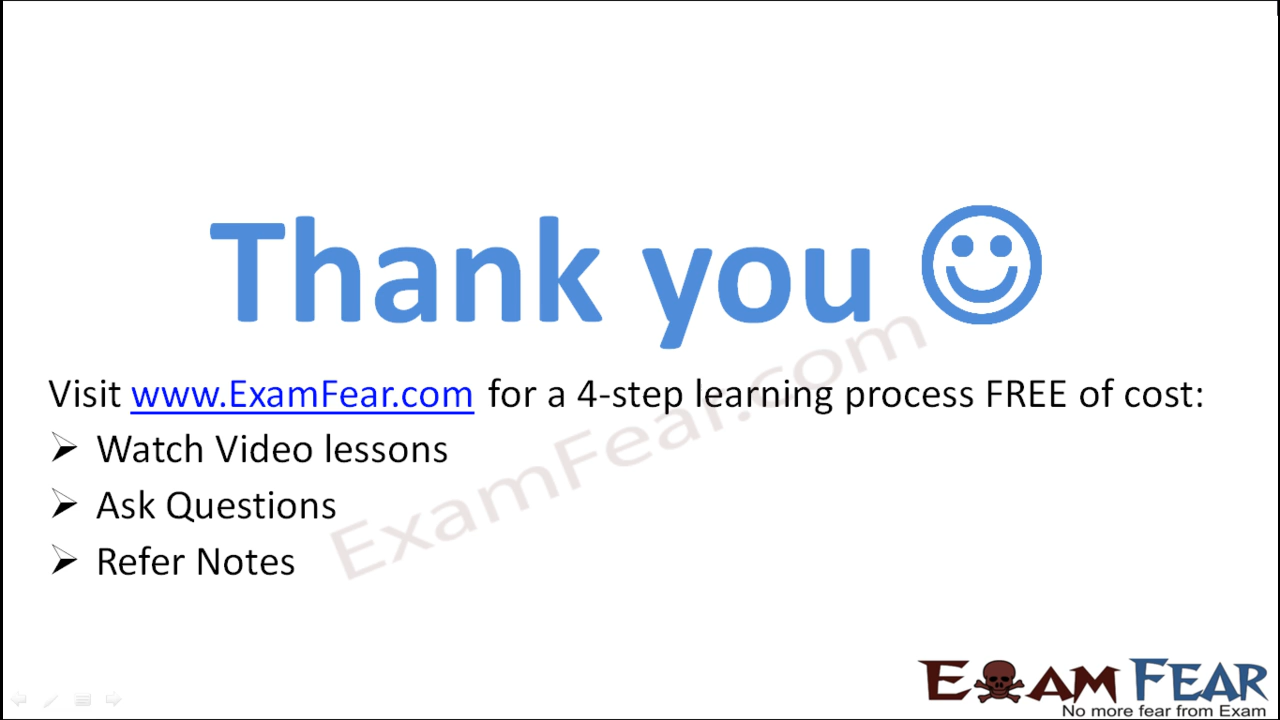 Thank you
Visit www.ExamFear.com for a 4-step learning process FREE of cost:
Watch Video lessons
Ask Questions
Refer Notes
ExamFear.com
EXAM FEAR
No more fear from Exam